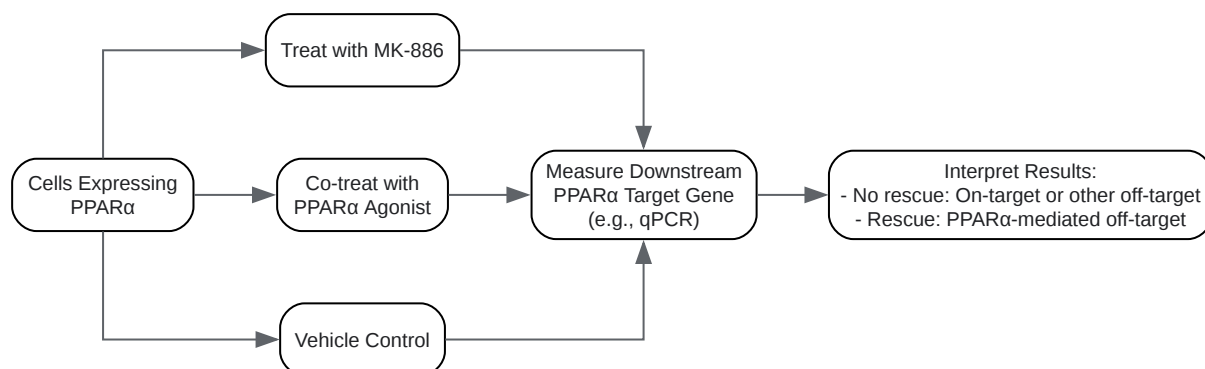 Treat with MK-886
Cells Expressing
PPARα
Co-treat with
PPARα Agonist
Measure Downstream
PPARα Target Gene
(e.g., qPCR)
Interpret Results:
- No rescue: On-target or other off-target
- Rescue: PPARα-mediated off-target
Vehicle Control